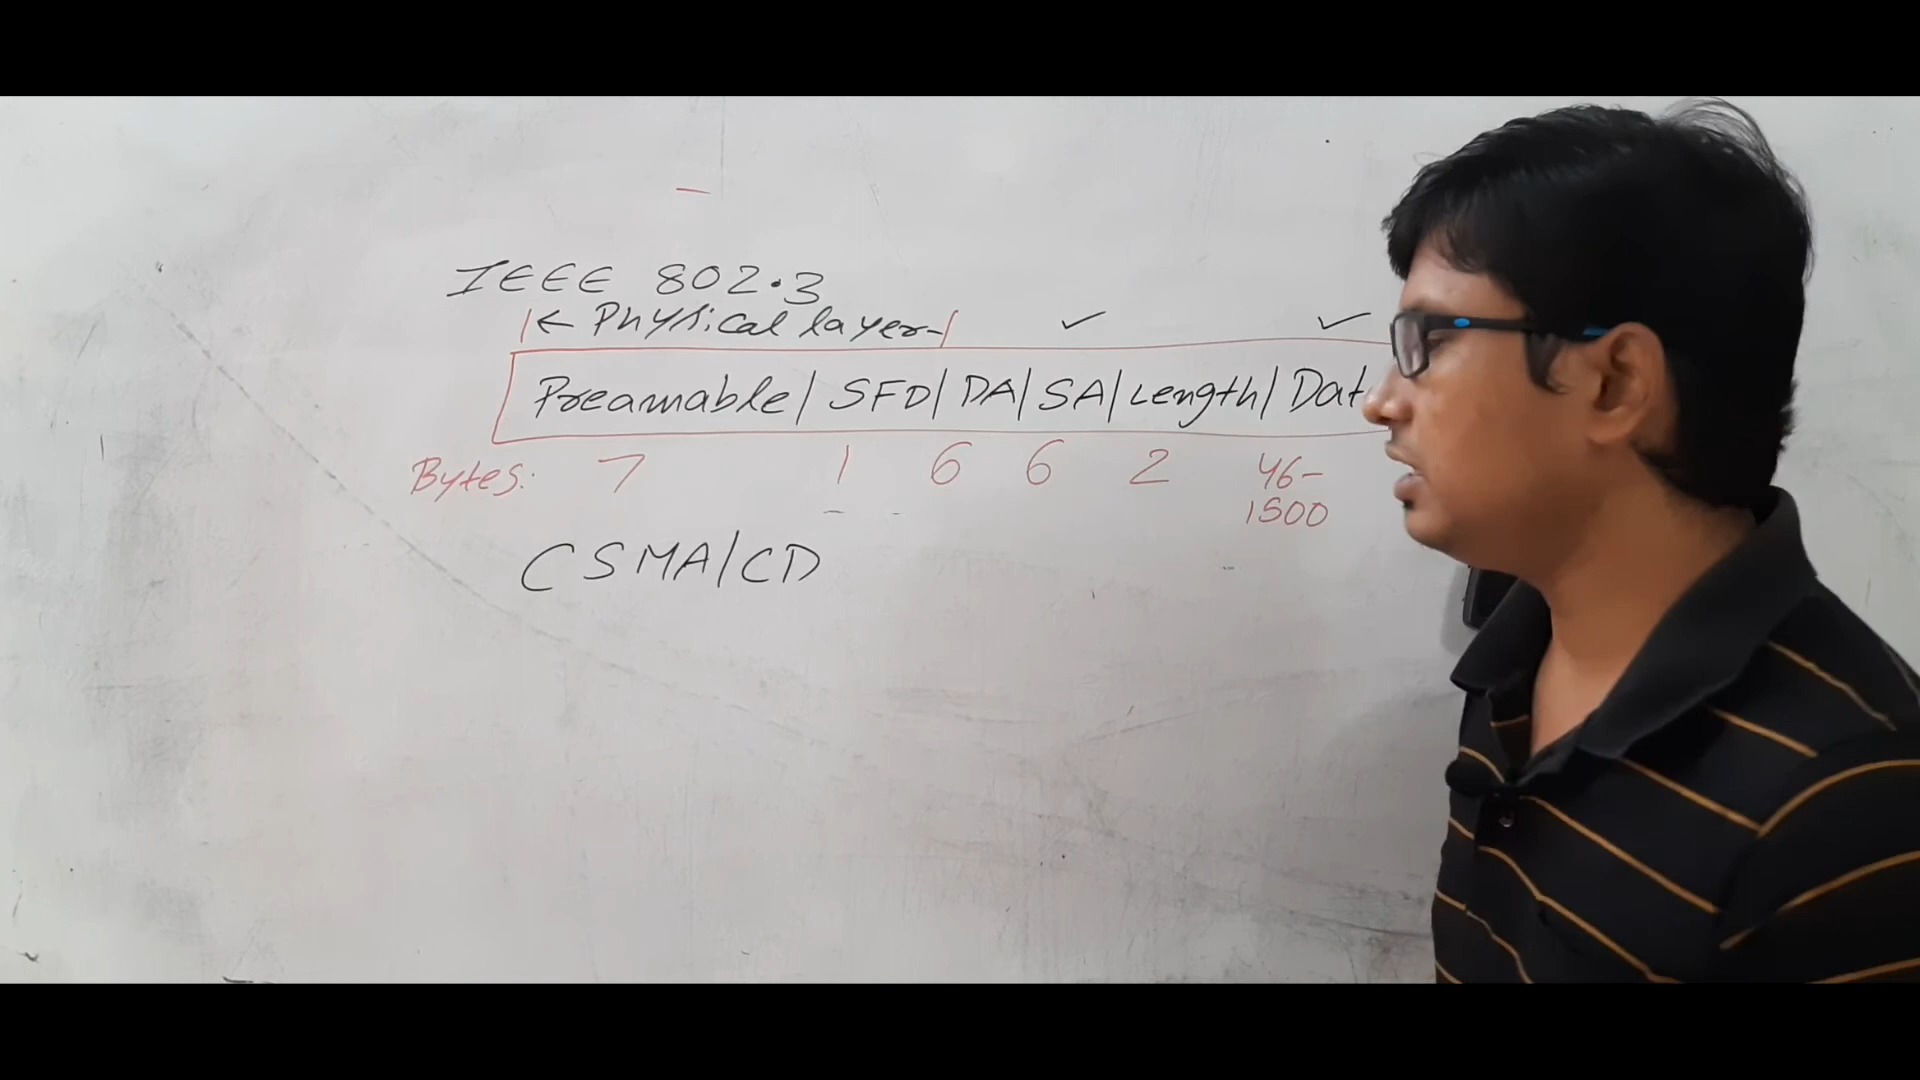 IEEE 802.3
|← Physical layer-|
Preamable| SFD| DA| SA| Length| Dat
Bytes: 7 1 6 6 2 46-
1500
CSMA/CD